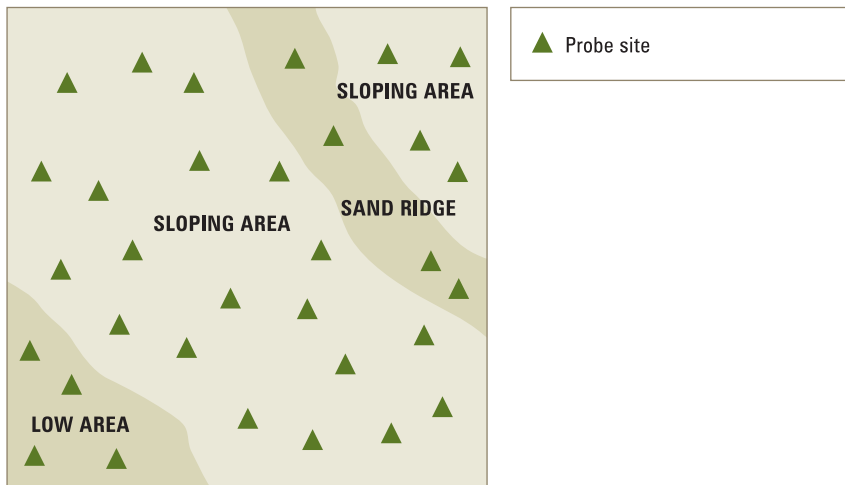 Probe site
SLOPING AREA
SAND RIDGE
SLOPING AREA
LOW AREA